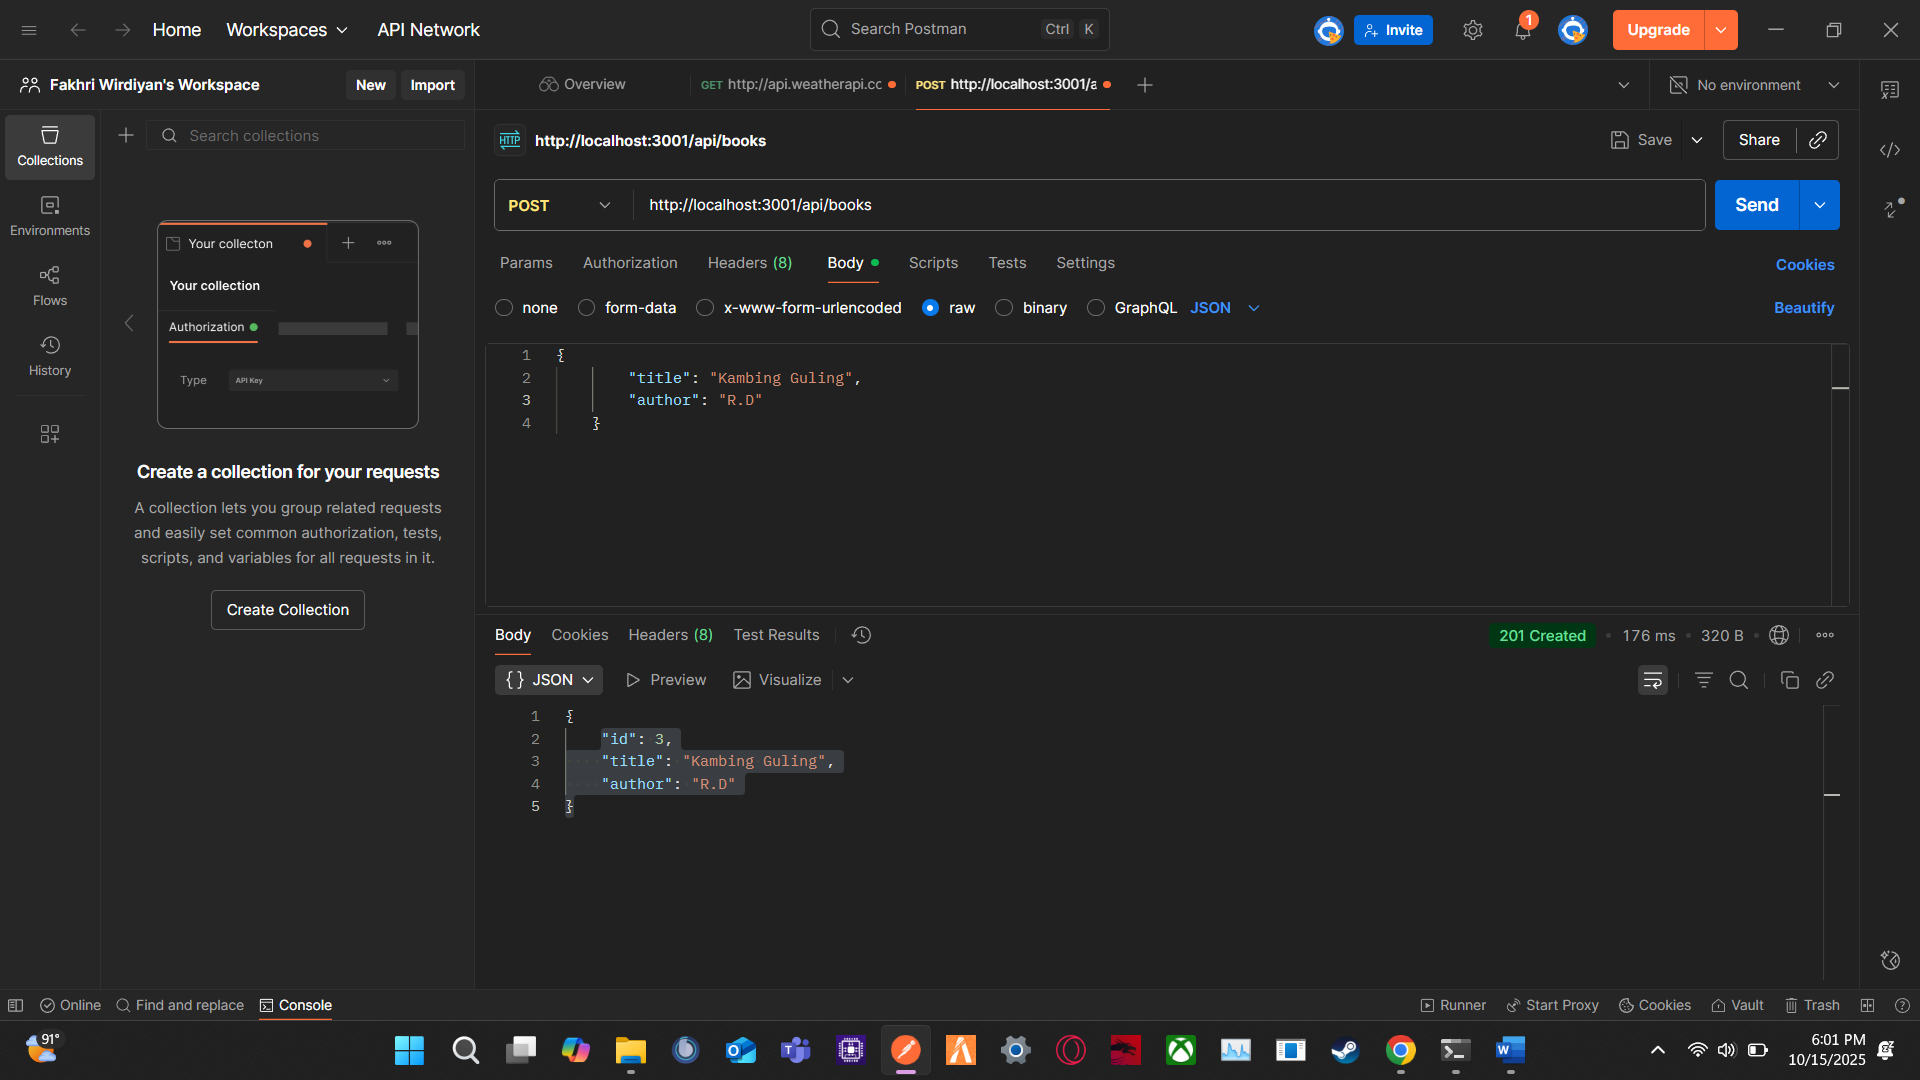 Home Workspaces API Network Search Postman Ctrl K Invite 1 Upgrade
Fakhri Wirdiyan's Workspace New Import Overview GET http://api.weatherapi.cc POST http://localhost:3001/a No environment
Collections
Environments
Flows
History
Search collections
Your collecton
Your collection
Authorization
Type API Key
Create a collection for your requests
A collection lets you group related requests
and easily set common authorization, tests,
scripts, and variables for all requests in it.
Create Collection
HTTP http://localhost:3001/api/books Save Share
POST http://localhost:3001/api/books Send
Params Authorization Headers (8) Body Scripts Tests Settings Cookies
none form-data x-www-form-urlencoded raw binary GraphQL JSON Beautify
1 {
2 "title": "Kambing Guling",
3 "author": "R.D"
4 }
Body Cookies Headers (8) Test Results 201 Created 176 ms 320 B
{} JSON Preview Visualize
1 {
2 "id": 3,
3 "title": "Kambing Guling",
4 "author": "R.D"
5 }
Online Find and replace Console Runner Start Proxy Cookies Vault Trash
91° 6:01 PM
10/15/2025